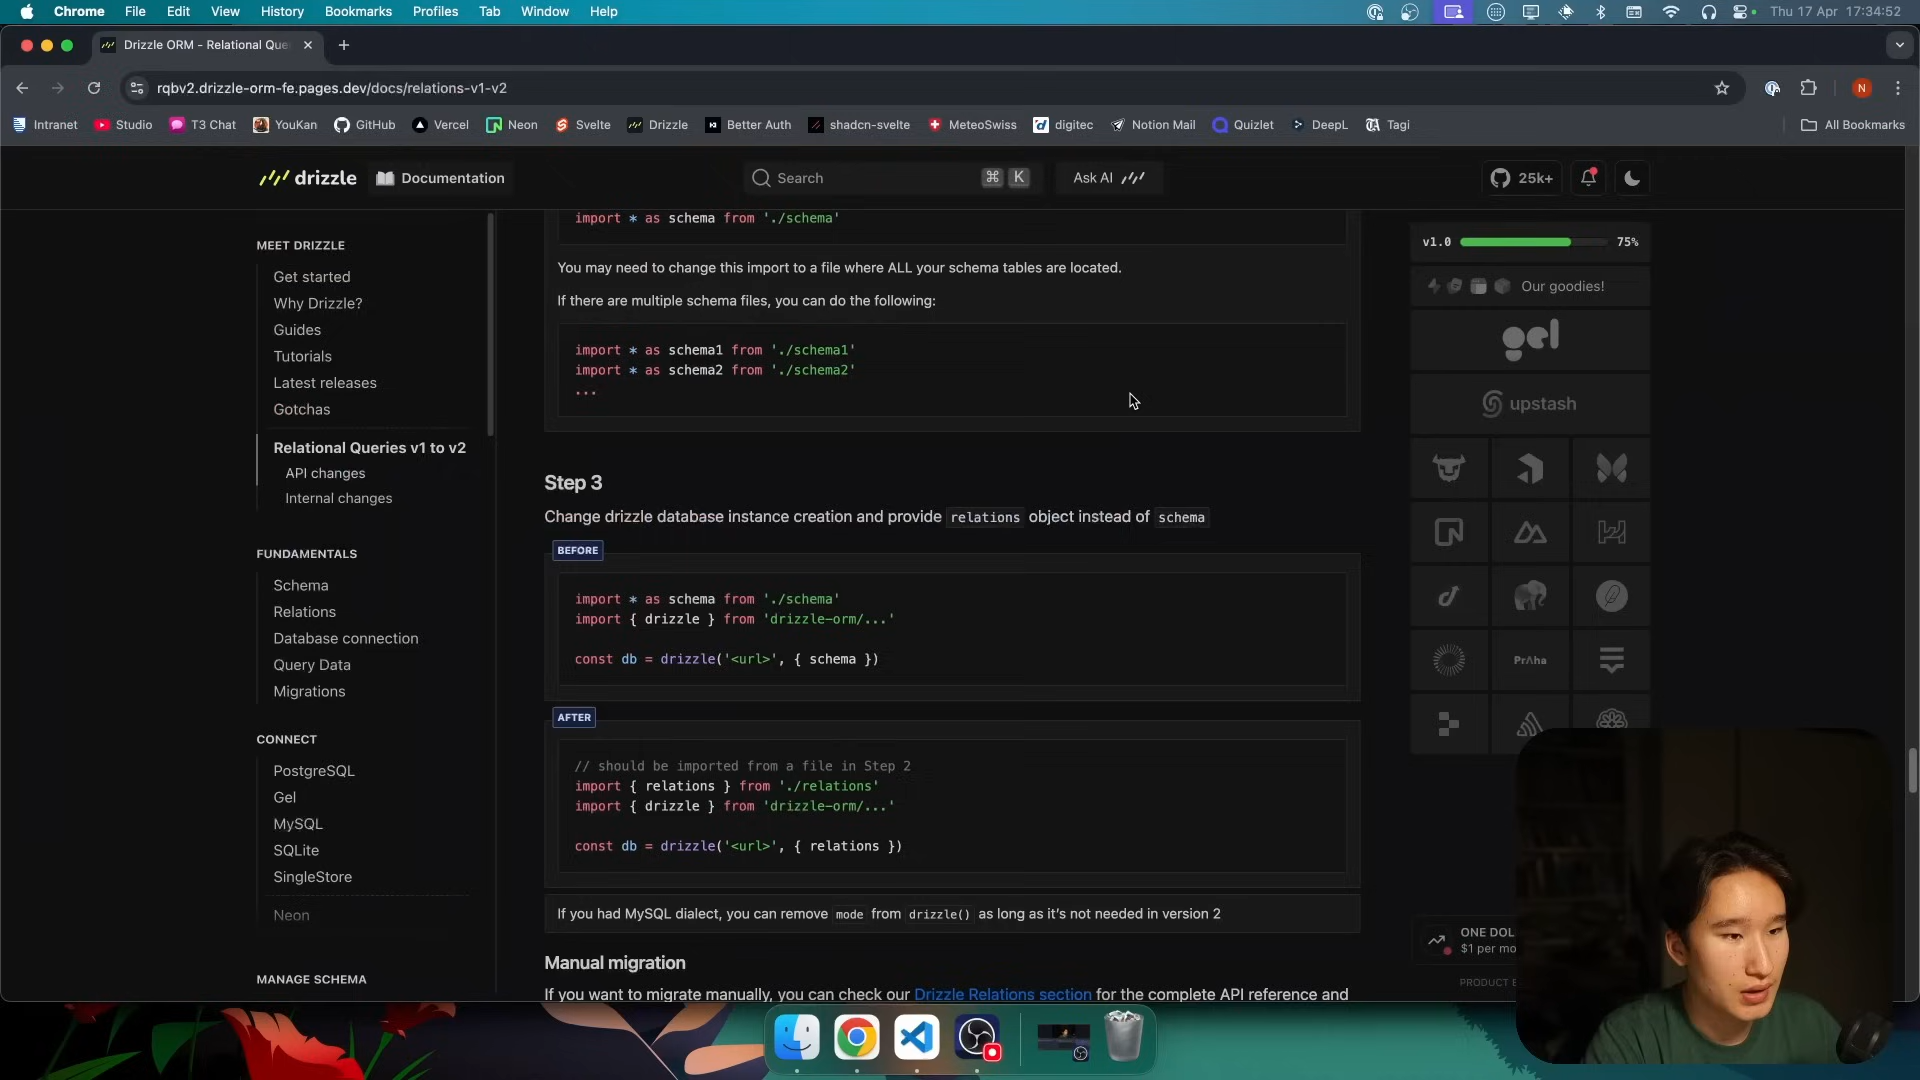 Chrome File Edit View History Bookmarks Profiles Tab Window Help Thu 17 Apr 17:34:52
Drizzle ORM - Relational Que
rqbv2.drizzle-orm-fe.pages.dev/docs/relations-v1-v2 N
Intranet Studio T3 Chat YouKan GitHub Vercel Neon Svelte Drizzle Better Auth shadcn-svelte MeteoSwiss digitec Notion Mail Quizlet DeepL Tagi All Bookmarks
drizzle Documentation Search ⌘ K Ask AI 25k+
MEET DRIZZLE
Get started
Why Drizzle?
Guides
Tutorials
Latest releases
Gotchas
Relational Queries v1 to v2
API changes
Internal changes
FUNDAMENTALS
Schema
Relations
Database connection
Query Data
Migrations
CONNECT
PostgreSQL
Gel
MySQL
SQLite
SingleStore
Neon
MANAGE SCHEMA
import * as schema from './schema'
You may need to change this import to a file where ALL your schema tables are located.
If there are multiple schema files, you can do the following:
import * as schema1 from './schema1'
import * as schema2 from './schema2'
...
Step 3
Change drizzle database instance creation and provide relations object instead of schema
BEFORE
import * as schema from './schema'
import { drizzle } from 'drizzle-orm/...'
const db = drizzle('<url>', { schema })
AFTER
// should be imported from a file in Step 2
import { relations } from './relations'
import { drizzle } from 'drizzle-orm/...'
const db = drizzle('<url>', { relations })
If you had MySQL dialect, you can remove mode from drizzle() as long as it's not needed in version 2
Manual migration
If you want to migrate manually, you can check our Drizzle Relations section for the complete API reference and
v1.0 75%
Our goodies!
gel
upstash
PrΛha
ONE DOL
$1 per mo
PRODUCT B